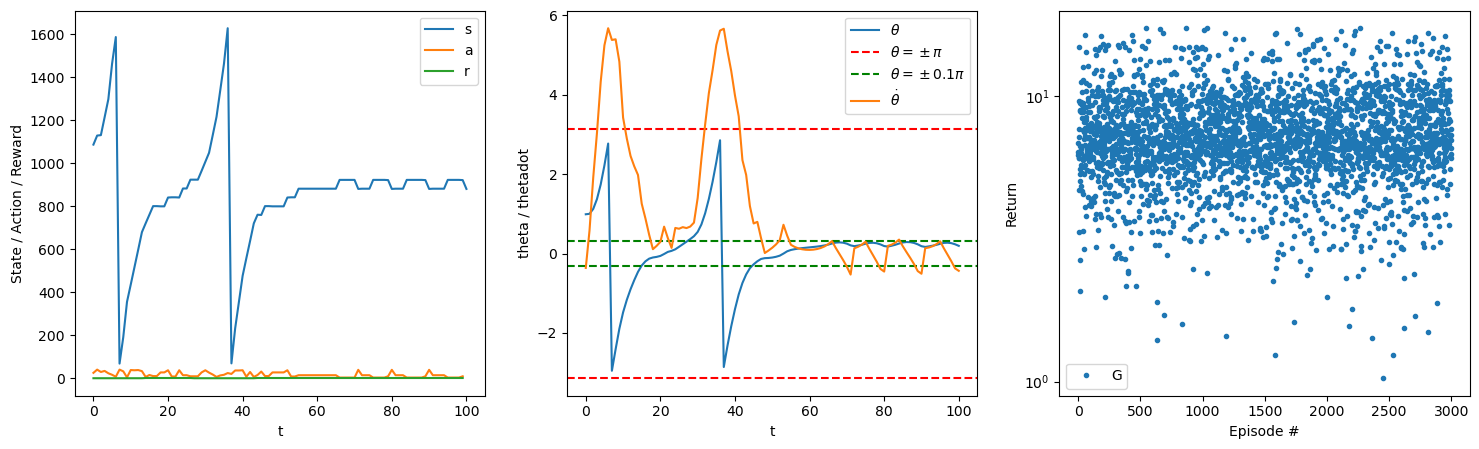 State / Action / Reward
1600
1400
1200
1000
800
600
400
200
0
0 20 40 60 80 100
t
s
a
r
theta / thetadot
6
4
2
0
−2
0 20 40 60 80 100
t
θ
θ = ±π
θ = ±0.1π
θ̇
Return
10¹
10⁰
0 500 1000 1500 2000 2500 3000
Episode #
G